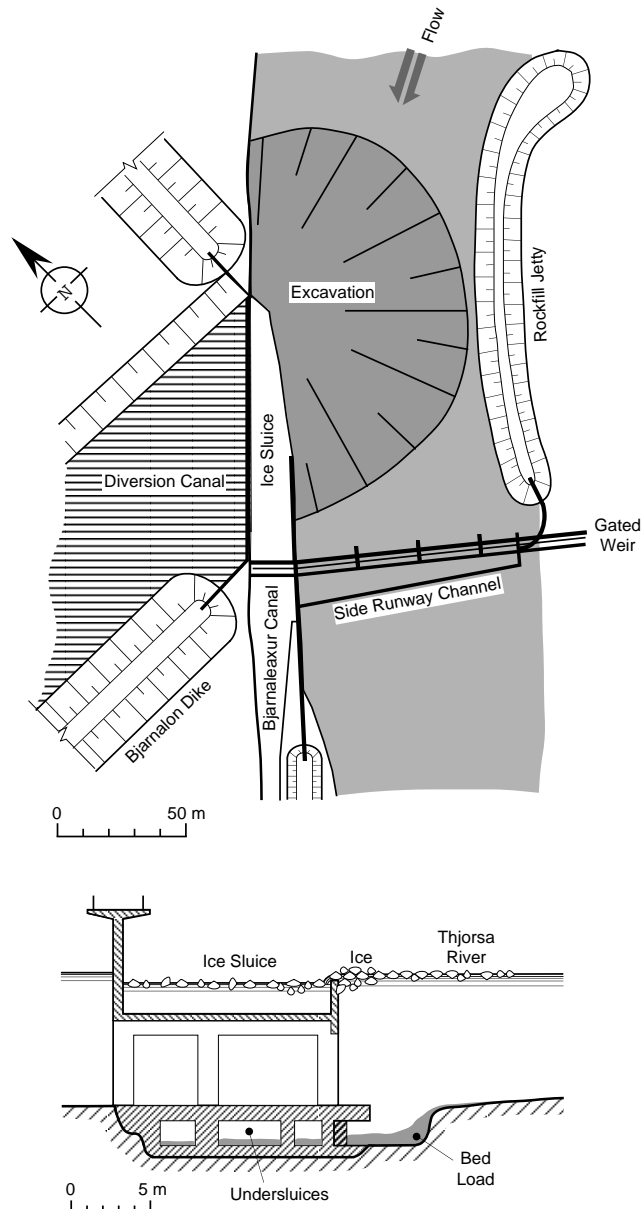 Flow
Rockfill Jetty
N
Excavation
Ice Sluice
Diversion Canal
Gated
Weir
Side Runway Channel
Bjarnaleaxur Canal
Bjarnalon Dike
0 50 m
Ice Sluice
Ice
Thjorsa
River
Undersluices
Bed
Load
0 5 m